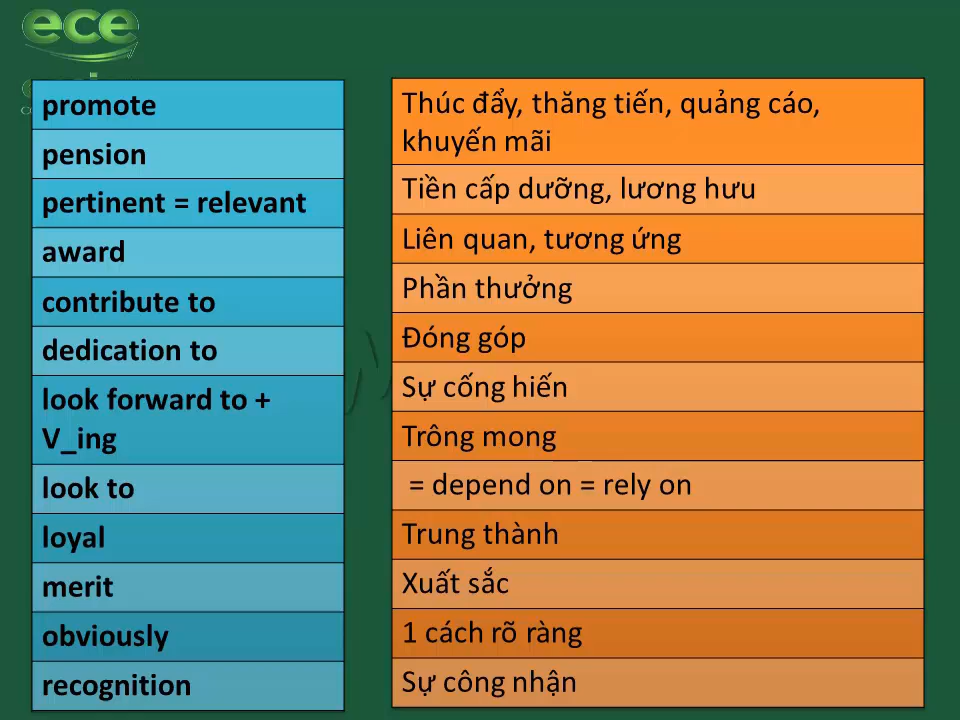 ece
promote
Thúc đẩy, thăng tiến, quảng cáo,
khuyến mãi
pension
Tiền cấp dưỡng, lương hưu
pertinent = relevant
Liên quan, tương ứng
award
Phần thưởng
contribute to
Đóng góp
dedication to
Sự cống hiến
look forward to +
V_ing
Trông mong
look to
= depend on = rely on
loyal
Trung thành
merit
Xuất sắc
obviously
1 cách rõ ràng
recognition
Sự công nhận